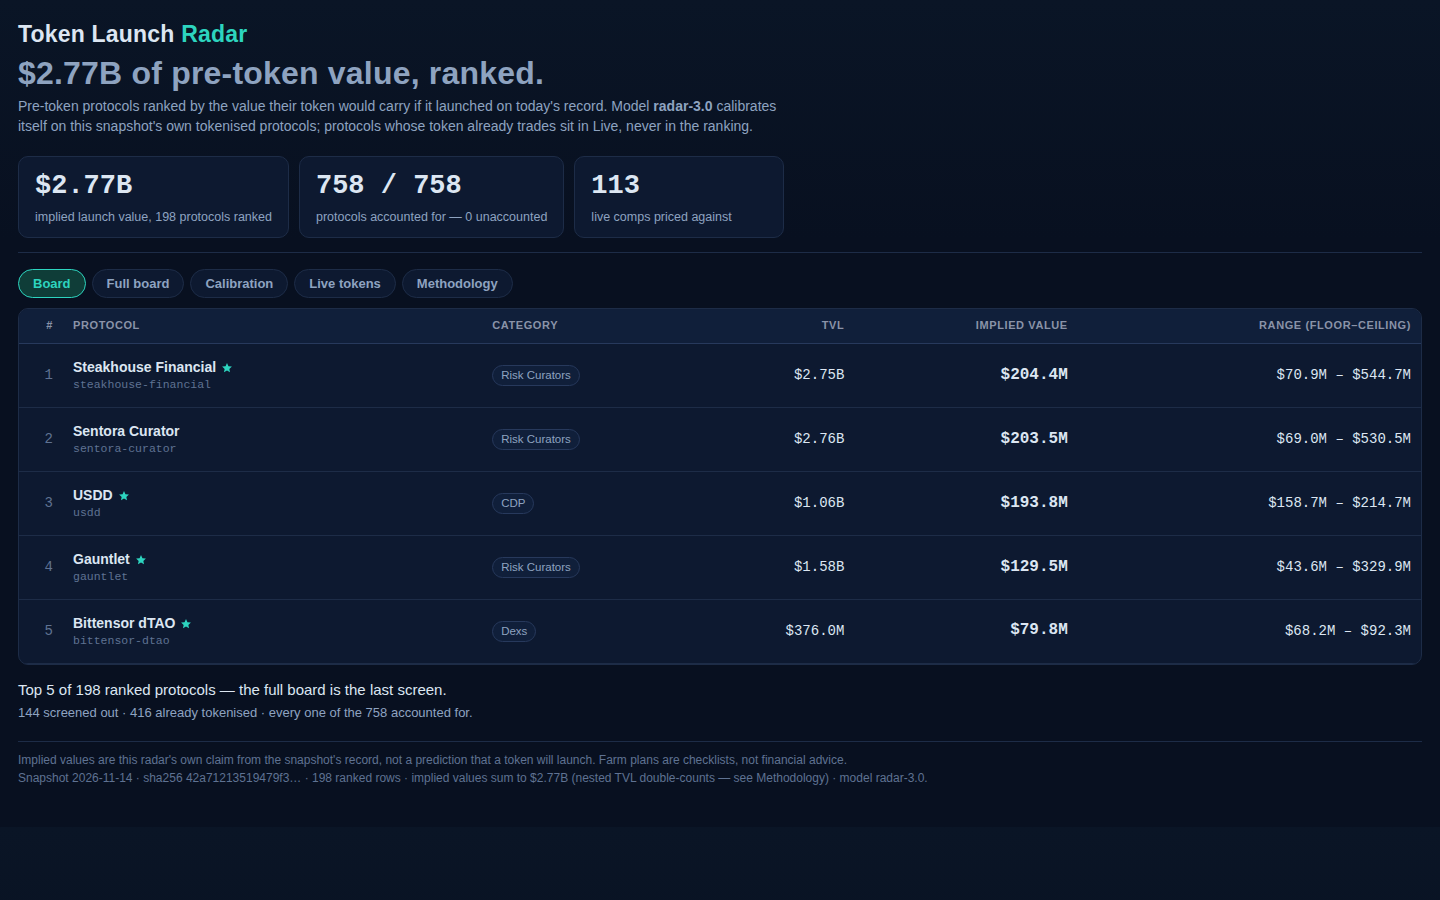 Token Launch Radar
$2.77B of pre-token value, ranked.
Pre-token protocols ranked by the value their token would carry if it launched on today's record. Model radar-3.0 calibrates
itself on this snapshot's own tokenised protocols; protocols whose token already trades sit in Live, never in the ranking.
$2.77B
implied launch value, 198 protocols ranked
758 / 758
protocols accounted for — 0 unaccounted
113
live comps priced against
Board Full board Calibration Live tokens Methodology
# PROTOCOL CATEGORY TVL IMPLIED VALUE RANGE (FLOOR–CEILING)
1 Steakhouse Financial ★ Risk Curators $2.75B $204.4M $70.9M – $544.7M
steakhouse-financial
2 Sentora Curator Risk Curators $2.76B $203.5M $69.0M – $530.5M
sentora-curator
3 USDD ★ CDP $1.06B $193.8M $158.7M – $214.7M
usdd
4 Gauntlet ★ Risk Curators $1.58B $129.5M $43.6M – $329.9M
gauntlet
5 Bittensor dTAO ★ Dexs $376.0M $79.8M $68.2M – $92.3M
bittensor-dtao
Top 5 of 198 ranked protocols — the full board is the last screen.
144 screened out · 416 already tokenised · every one of the 758 accounted for.
Implied values are this radar's own claim from the snapshot's record, not a prediction that a token will launch. Farm plans are checklists, not financial advice.
Snapshot 2026-11-14 · sha256 42a71213519479f3… · 198 ranked rows · implied values sum to $2.77B (nested TVL double-counts — see Methodology) · model radar-3.0.